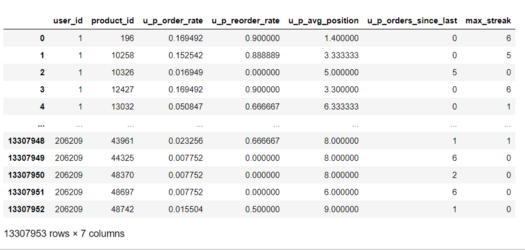 user_id product_id u_p_order_rate u_p_reorder_rate u_p_avg_position u_p_orders_since_last max_streak
0 1 196 0.169492 0.900000 1.400000 0 6
1 1 10258 0.152542 0.888889 3.333333 0 5
2 1 10326 0.016949 0.000000 5.000000 5 0
3 1 12427 0.169492 0.900000 3.300000 0 6
4 1 13032 0.050847 0.666667 6.333333 0 1
... ... ... ... ... ... ... ...
13307948 206209 43961 0.023256 0.666667 8.000000 1 1
13307949 206209 44325 0.007752 0.000000 8.000000 6 0
13307950 206209 48370 0.007752 0.000000 8.000000 2 0
13307951 206209 48697 0.007752 0.000000 6.000000 6 0
13307952 206209 48742 0.015504 0.500000 9.000000 1 0
13307953 rows × 7 columns